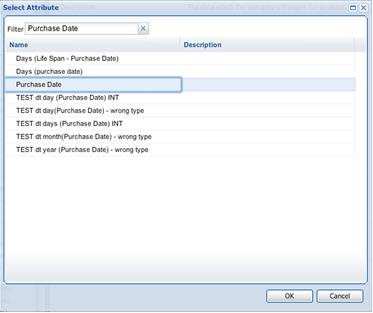 Select Attribute
Filter Purchase Date
Name Description
Days (Life Span - Purchase Date)
Days (purchase date)
Purchase Date
TEST dt day (Purchase Date) INT
TEST dt day(Purchase Date) - wrong type
TEST dt days (Purchase Date) INT
TEST dt month(Purchase Date) - wrong type
TEST dt year (Purchase Date) - wrong type
OK Cancel